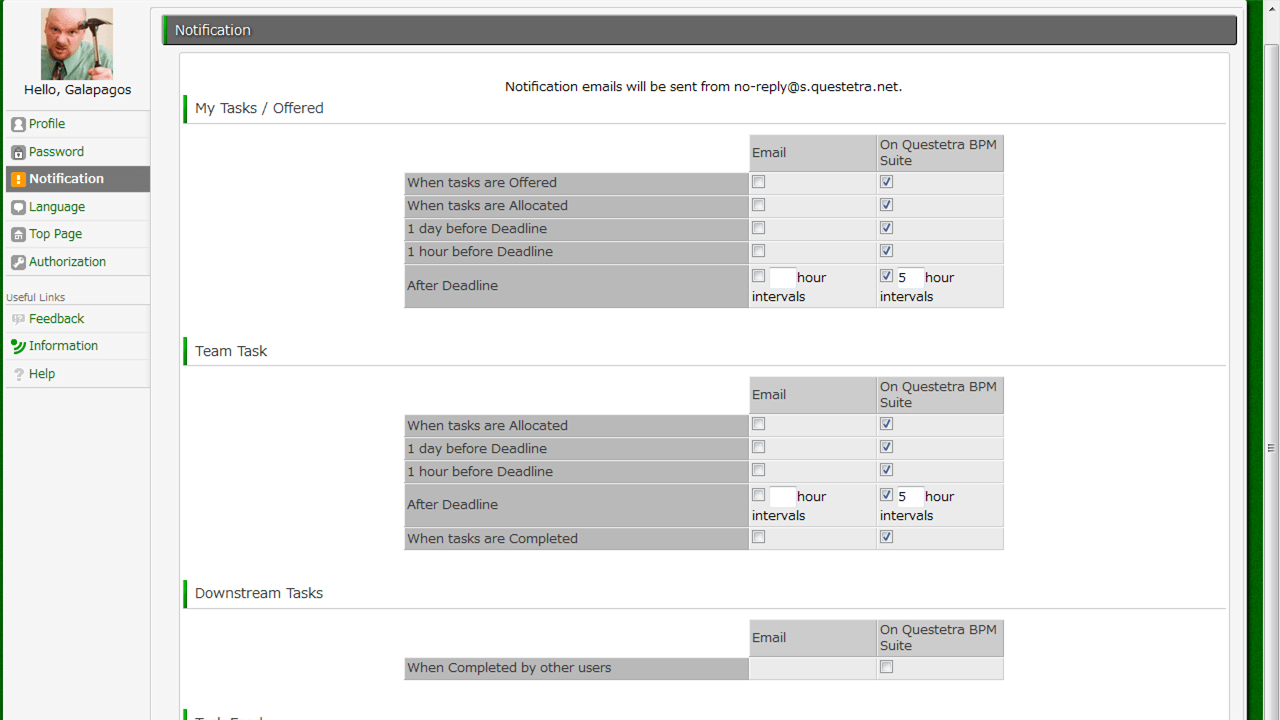 Notification
Hello, Galapagos
Profile
Password
Notification
Language
Top Page
Authorization
Useful Links
Feedback
Information
Help
Notification emails will be sent from no-reply@s.questetra.net.
My Tasks / Offered
Email
On Questetra BPM
Suite
When tasks are Offered
When tasks are Allocated
1 day before Deadline
1 hour before Deadline
After Deadline
hour
intervals
5 hour
intervals
Team Task
Email
On Questetra BPM
Suite
When tasks are Allocated
1 day before Deadline
1 hour before Deadline
After Deadline
hour
intervals
5 hour
intervals
When tasks are Completed
Downstream Tasks
Email
On Questetra BPM
Suite
When Completed by other users